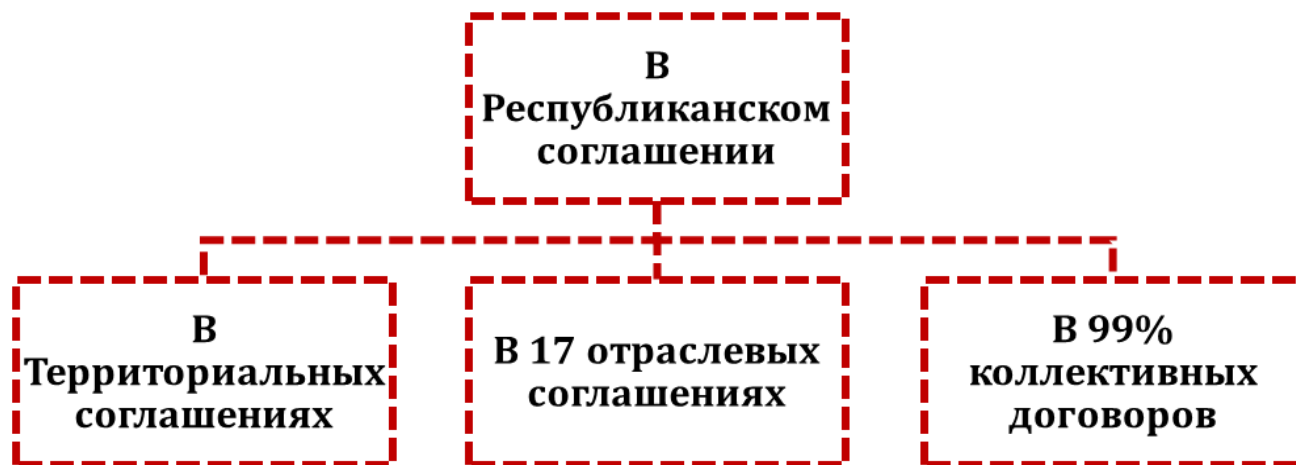 В
Республиканском
соглашении
В
Территориальных
соглашениях
В 17 отраслевых
соглашениях
В 99%
коллективных
договоров